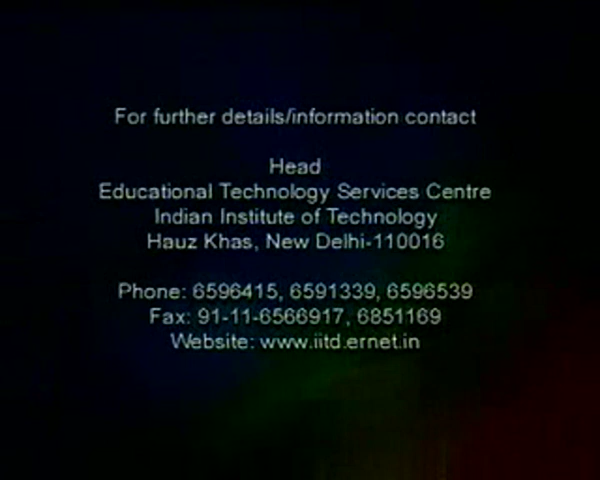 For further details/information contact
Head
Educational Technology Services Centre
Indian Institute of Technology
Hauz Khas, New Delhi-110016
Phone: 6596415, 6591339, 6596539
Fax: 91-11-6566917, 6851169
Website: www.iitd.ernet.in